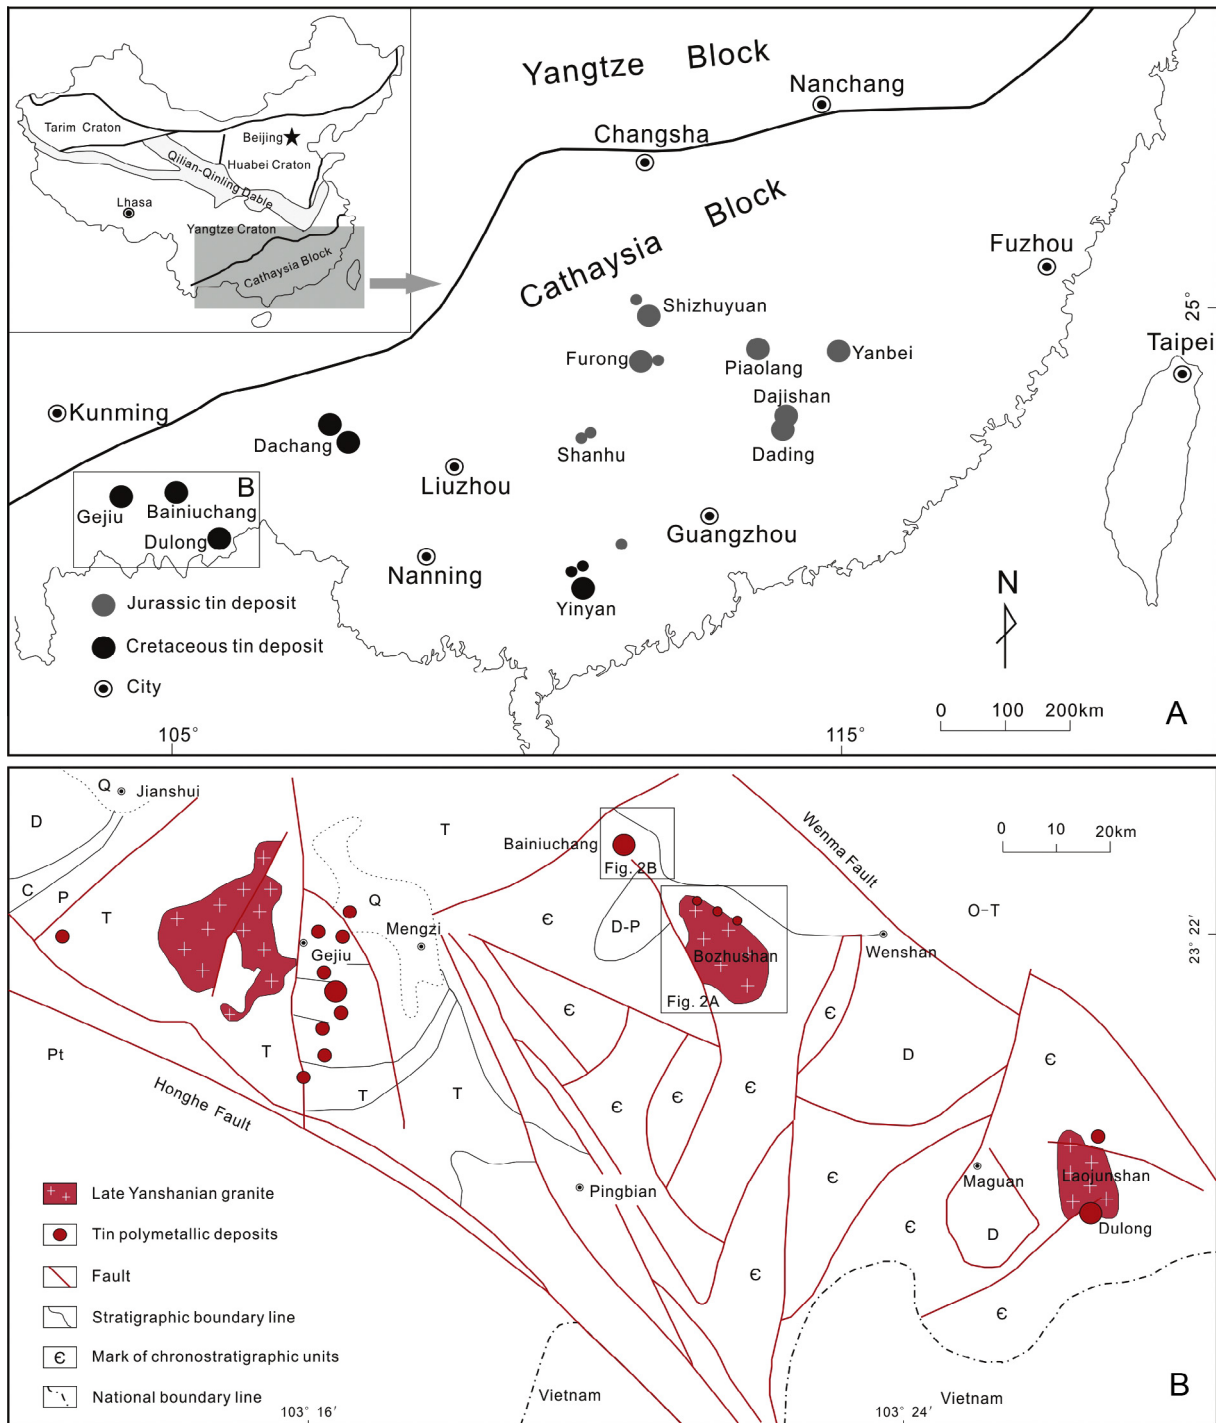 Yangtze Block
Nanchang
Changsha
Tarim Craton
Beijing
Huabei Craton
Qilian-Qinling Dable
Lhasa
Yangtze Craton
Cathaysia Block
Cathaysia Block
Fuzhou
25°
Shizhuyuan
Furong
Piaolang
Yanbei
Taipei
Dajishan
Kunming
Dachang
Shanhu
Dading
Liuzhou
B
Gejiu
Bainiuchang
Dulong
Guangzhou
Nanning
Yinyan
N
Jurassic tin deposit
Cretaceous tin deposit
City
0 100 200km
A
105°
115°
Q
Jianshui
D
T
Bainiuchang
Fig. 2B
Wenma Fault
0 10 20km
C
P
T
Q
Mengzi
Gejiu
Є
D-P
Bozhushan
Fig. 2A
Wenshan
O-T
23° 22′
Pt
T
Є
Є
D
Є
Honghe Fault
T
T
Є
Є
Є
Є
Maguan
Laojunshan
Pingbian
Є
D
Dulong
Є
Є
Late Yanshanian granite
Tin polymetallic deposits
Fault
Stratigraphic boundary line
Є Mark of chronostratigraphic units
National boundary line
Vietnam
Vietnam
B
103° 16′
103° 24′